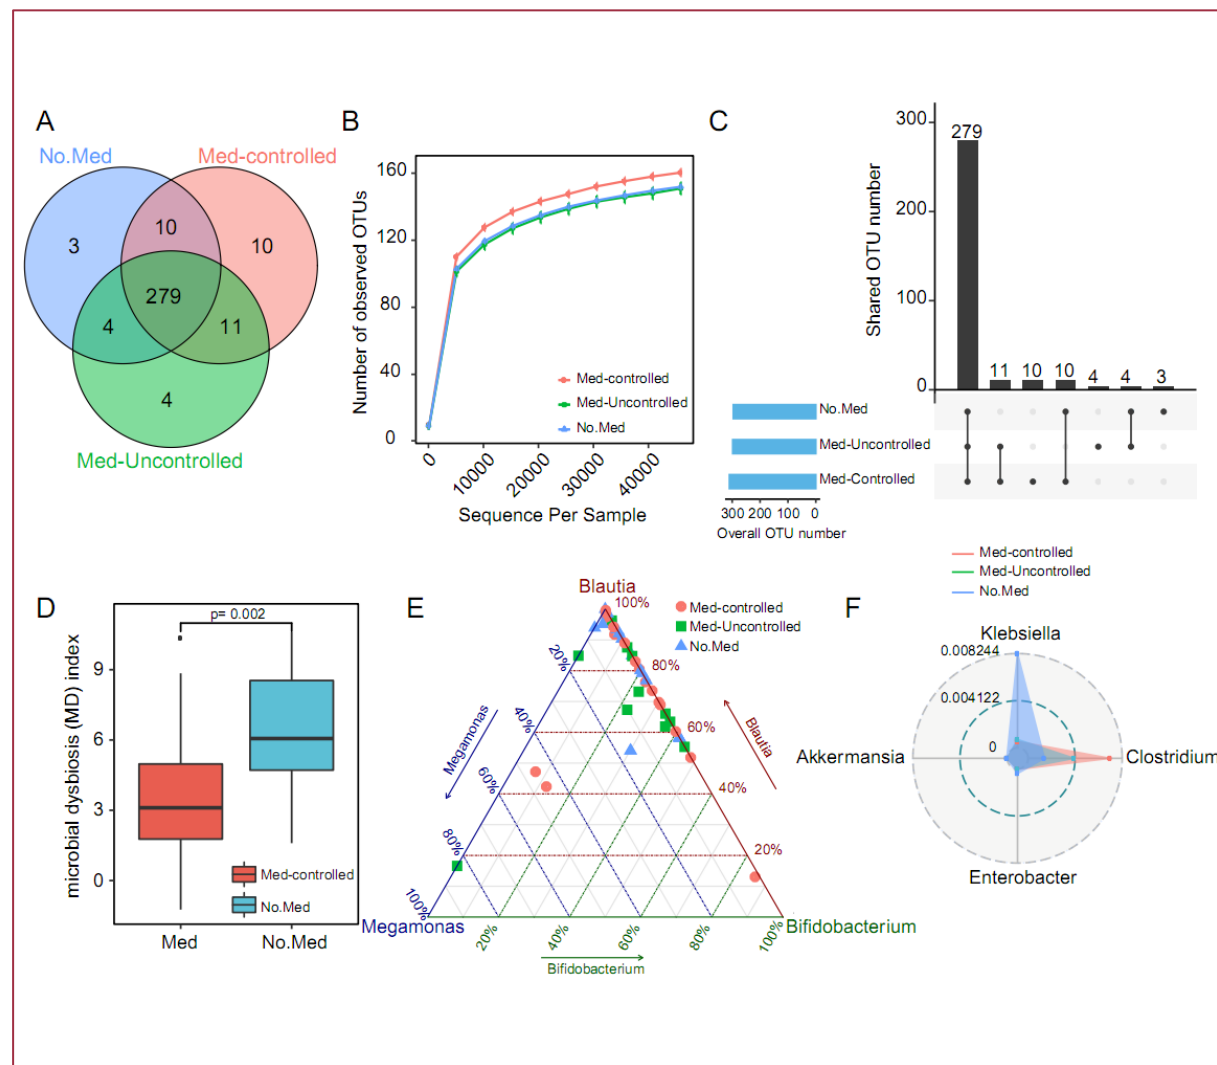 A
No.Med
Med-controlled
3
10
10
279
4
11
4
Med-Uncontrolled
B
Number of observed OTUs
160
120
80
40
0
0
10000
20000
30000
40000
Sequence Per Sample
Med-controlled
Med-Uncontrolled
No.Med
C
Shared OTU number
300
200
100
0
279
11
10
10
4
4
3
No.Med
Med-Uncontrolled
Med-Controlled
300 200 100 0
Overall OTU number
D
microbial dysbiosis (MD) index
9
6
3
0
p= 0.002
Med-controlled
No.Med
Med
No.Med
E
Blautia
100%
80%
60%
40%
20%
Blautia
20%
40%
60%
80%
100%
Megamonas
Megamonas
20%
40%
60%
80%
100%
Bifidobacterium
Bifidobacterium
Med-controlled
Med-Uncontrolled
No.Med
Med-controlled
Med-Uncontrolled
No.Med
F
Klebsiella
0.008244
0.004122
0
Akkermansia
Clostridium
Enterobacter